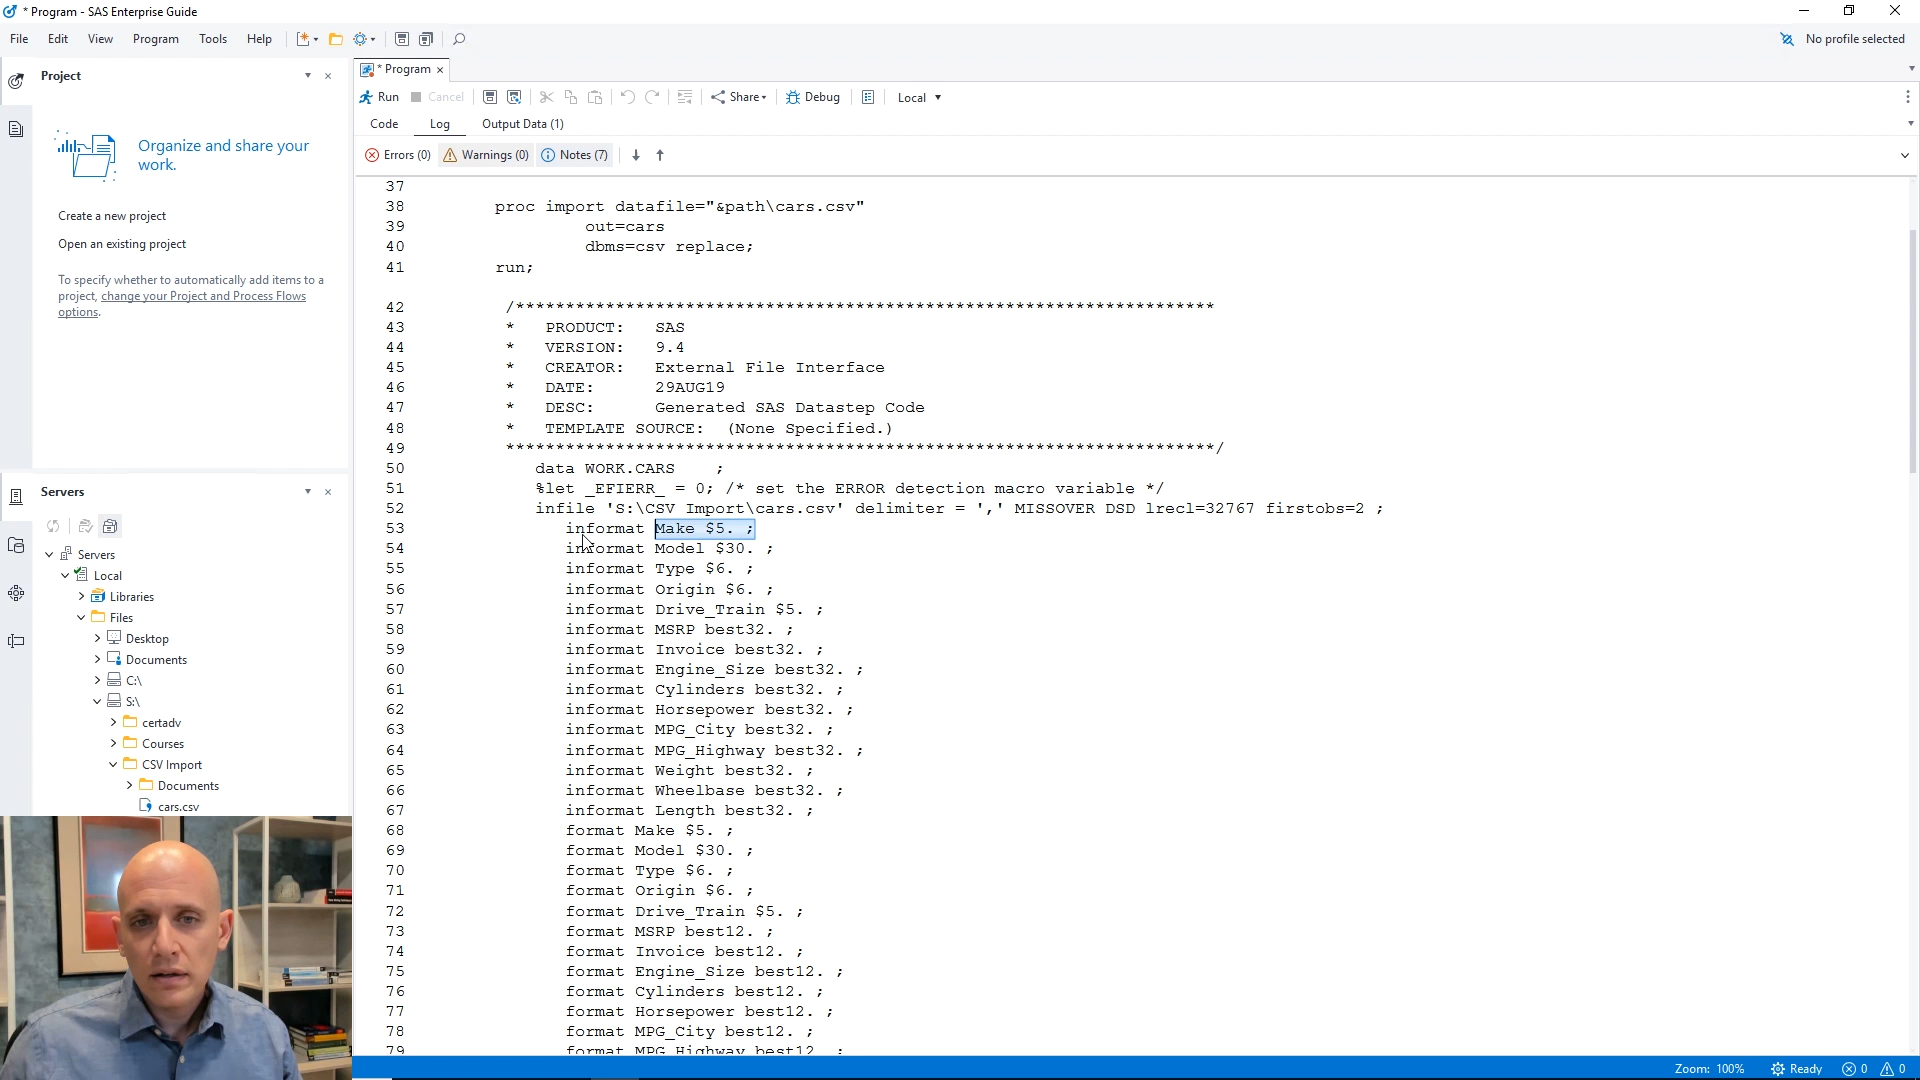 * Program - SAS Enterprise Guide
File Edit View Program Tools Help
No profile selected
Project
Organize and share your
work.
Create a new project
Open an existing project
To specify whether to automatically add items to a
project, change your Project and Process Flows
options.
Servers
Servers
Local
Libraries
Files
Desktop
Documents
C:\
S:\
certadv
Courses
CSV Import
Documents
cars.csv
* Program
Run Cancel Share Debug Local
Code Log Output Data (1)
Errors (0) Warnings (0) Notes (7)
37
38 proc import datafile="&path\cars.csv"
39 out=cars
40 dbms=csv replace;
41 run;
42 /**********************************************************************
43 * PRODUCT: SAS
44 * VERSION: 9.4
45 * CREATOR: External File Interface
46 * DATE: 29AUG19
47 * DESC: Generated SAS Datastep Code
48 * TEMPLATE SOURCE: (None Specified.)
49 ***********************************************************************/
50 data WORK.CARS ;
51 %let _EFIERR_ = 0; /* set the ERROR detection macro variable */
52 infile 'S:\CSV Import\cars.csv' delimiter = ',' MISSOVER DSD lrecl=32767 firstobs=2 ;
53 informat Make $5. ;
54 informat Model $30. ;
55 informat Type $6. ;
56 informat Origin $6. ;
57 informat Drive_Train $5. ;
58 informat MSRP best32. ;
59 informat Invoice best32. ;
60 informat Engine_Size best32. ;
61 informat Cylinders best32. ;
62 informat Horsepower best32. ;
63 informat MPG_City best32. ;
64 informat MPG_Highway best32. ;
65 informat Weight best32. ;
66 informat Wheelbase best32. ;
67 informat Length best32. ;
68 format Make $5. ;
69 format Model $30. ;
70 format Type $6. ;
71 format Origin $6. ;
72 format Drive_Train $5. ;
73 format MSRP best12. ;
74 format Invoice best12. ;
75 format Engine_Size best12. ;
76 format Cylinders best12. ;
77 format Horsepower best12. ;
78 format MPG_City best12. ;
79 format MPG_Highway best12. ;
Zoom: 100% Ready 0 0